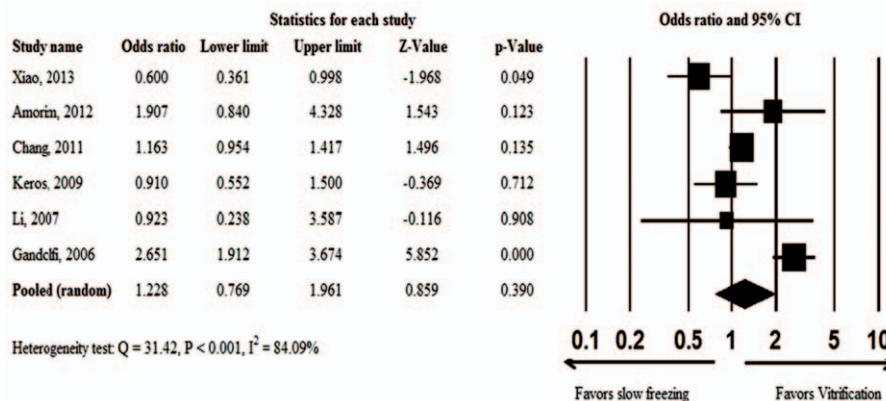 Statistics for each study Odds ratio and 95% CI
Study name Odds ratio Lower limit Upper limit Z-Value p-Value
Xiao, 2013 0.600 0.361 0.998 -1.968 0.049
Amorim, 2012 1.907 0.840 4.328 1.543 0.123
Chang, 2011 1.163 0.954 1.417 1.496 0.135
Keros, 2009 0.910 0.552 1.500 -0.369 0.712
Li, 2007 0.923 0.238 3.587 -0.116 0.908
Gandolfi, 2006 2.651 1.912 3.674 5.852 0.000
Pooled (random) 1.228 0.769 1.961 0.859 0.390
0.1 0.2 0.5 1 2 5 10
Heterogeneity test: Q = 31.42, P < 0.001, I² = 84.09%
Favors slow freezing Favors Vitrification